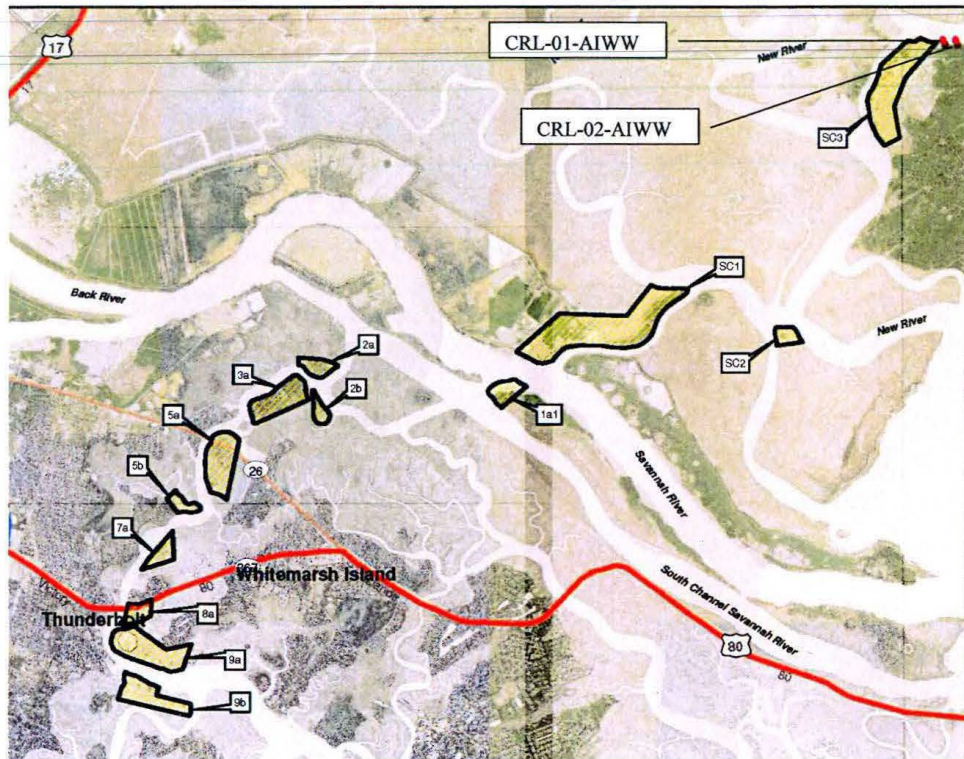 17
17
CRL-01-AIWW
New River
CRL-02-AIWW
SC3
SC1
Back River
New River
SC2
2a
3a
2b
1a1
5a
26
Savannah River
5b
7a
Whitemarsh Island
80
South Channel Savannah River
Thunderbolt
8a
9a
80
80
9b